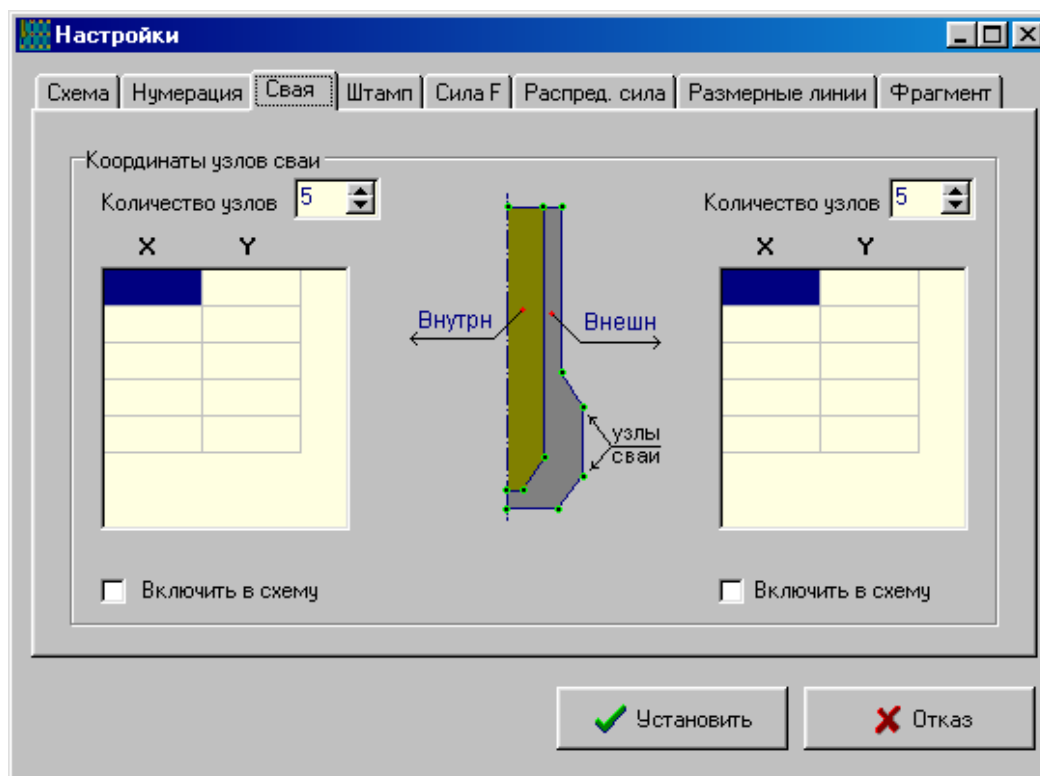 Настройки
Схема Нумерация Свая Штамп Сила F Распред. сила Размерные линии Фрагмент
Координаты узлов сваи
Количество узлов 5 Количество узлов 5
X Y X Y
Внутрн Внешн
узлы
сваи
Включить в схему Включить в схему
Установить Отказ